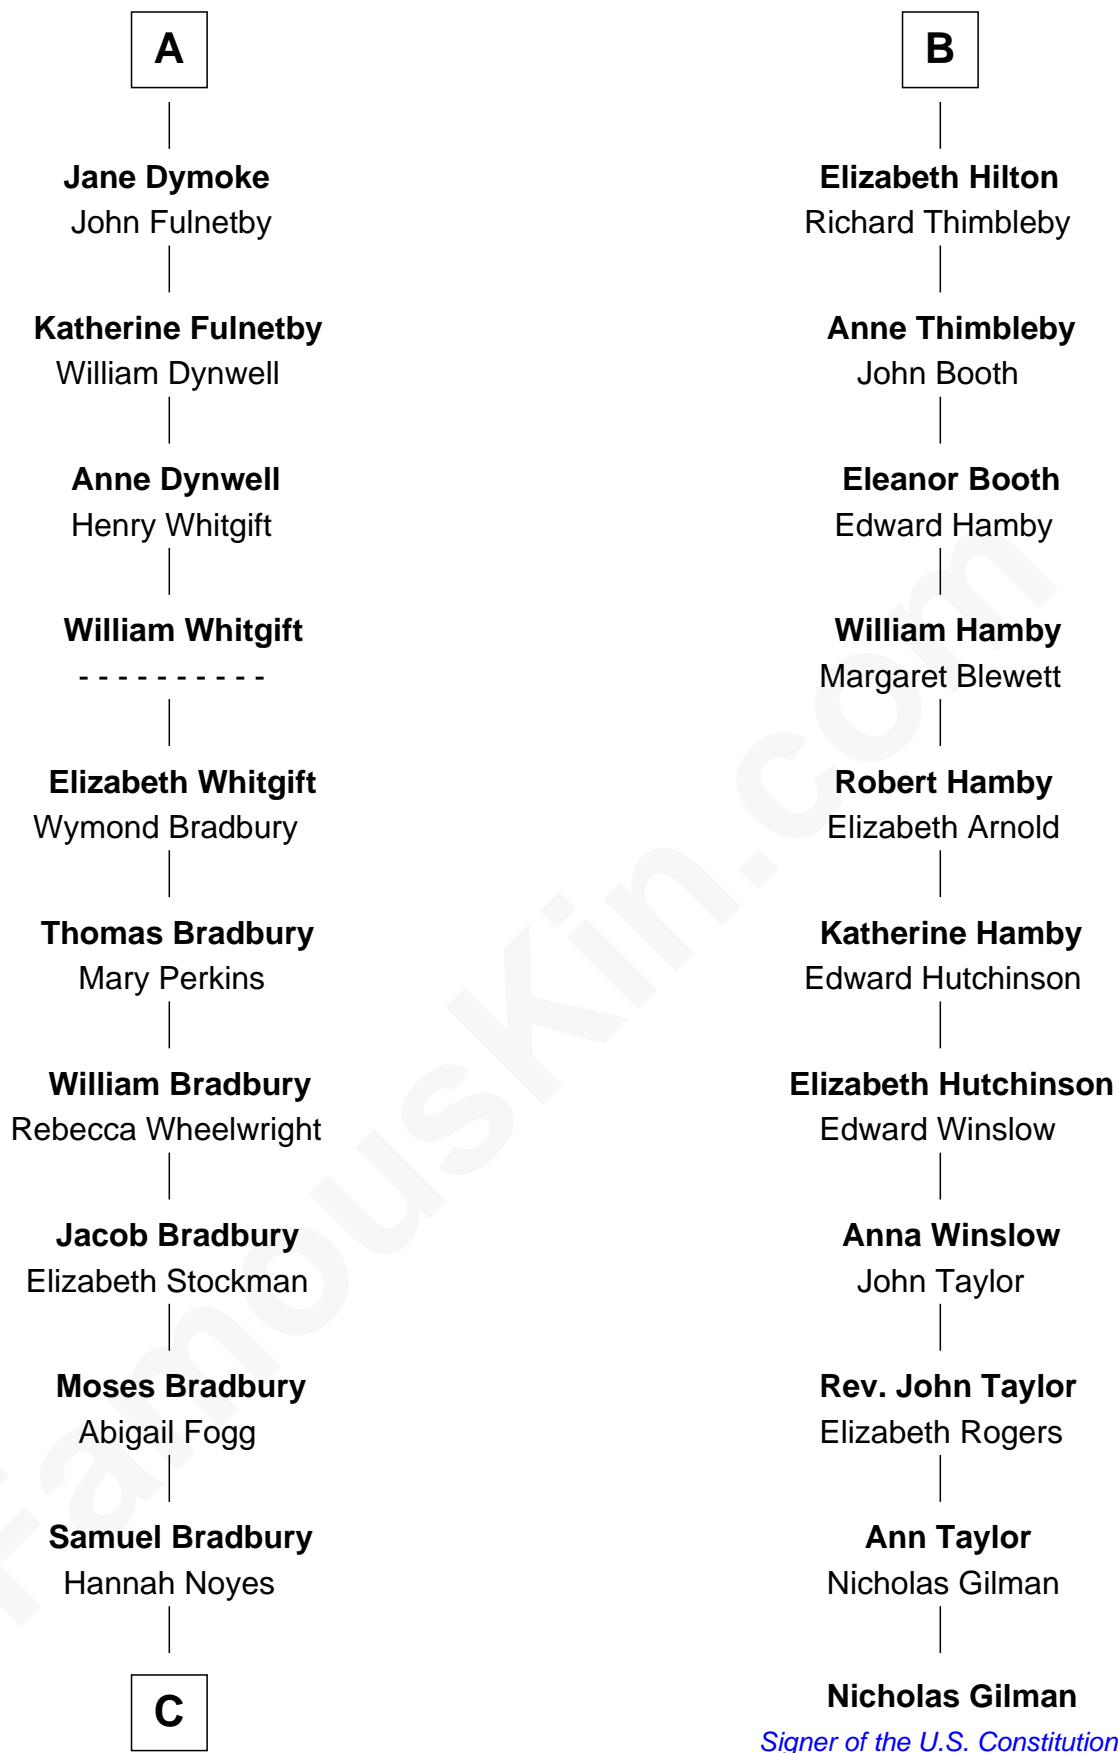 A
Jane Dymoke
John Fulnetby
Katherine Fulnetby
William Dynwell
Anne Dynwell
Henry Whitgift
William Whitgift
- - - - - - - - - -
Elizabeth Whitgift
Wymond Bradbury
Thomas Bradbury
Mary Perkins
William Bradbury
Rebecca Wheelwright
Jacob Bradbury
Elizabeth Stockman
Moses Bradbury
Abigail Fogg
Samuel Bradbury
Hannah Noyes
C
B
Elizabeth Hilton
Richard Thimbleby
Anne Thimbleby
John Booth
Eleanor Booth
Edward Hamby
William Hamby
Margaret Blewett
Robert Hamby
Elizabeth Arnold
Katherine Hamby
Edward Hutchinson
Elizabeth Hutchinson
Edward Winslow
Anna Winslow
John Taylor
Rev. John Taylor
Elizabeth Rogers
Ann Taylor
Nicholas Gilman
Nicholas Gilman
Signer of the U.S. Constitution
FamousKin.com